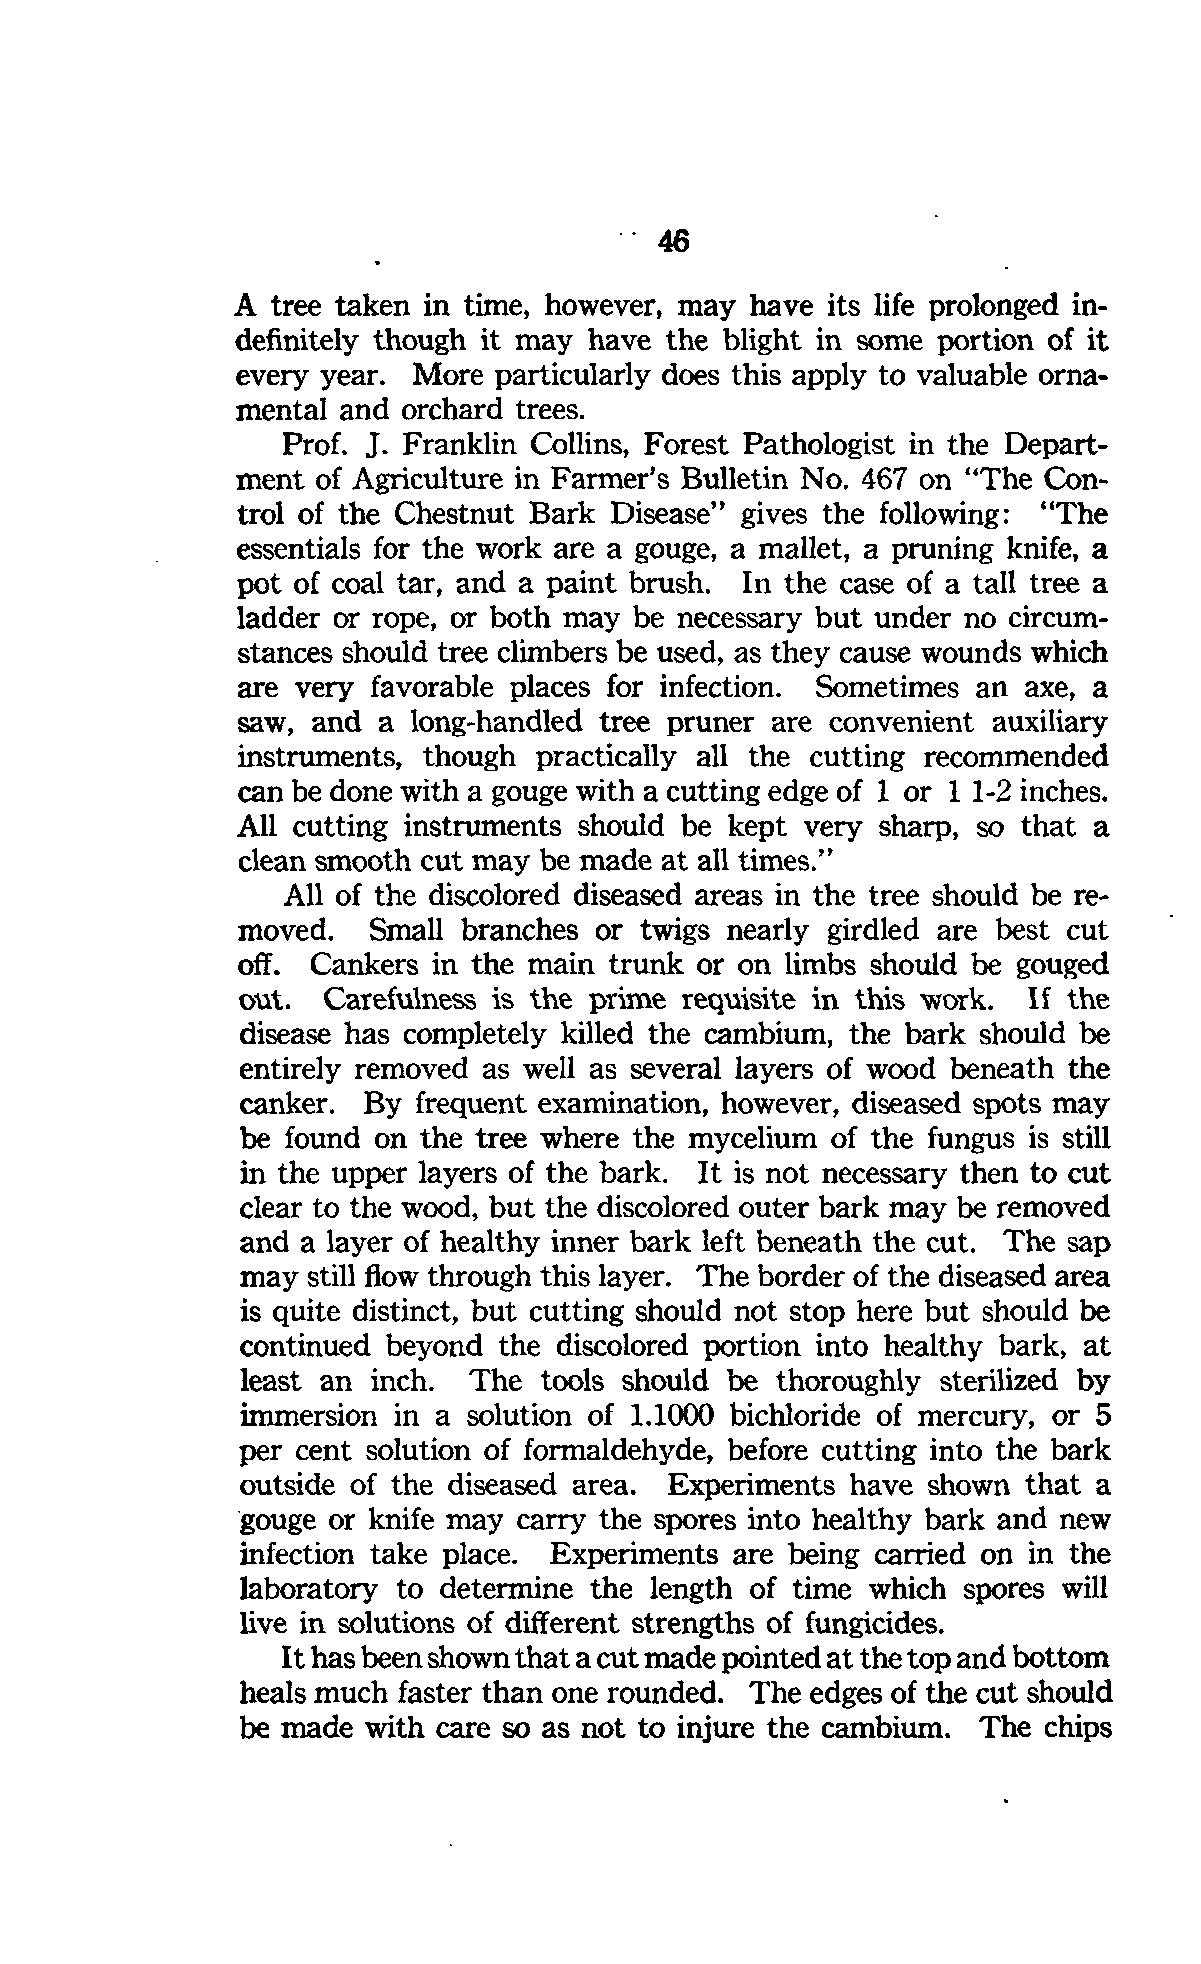 46
A tree taken in time, however, may have its life prolonged in-
definitely though it may have the blight in some portion of it
every year. More particularly does this apply to valuable orna-
mental and orchard trees.
Prof. J. Franklin Collins, Forest Pathologist in the Depart-
ment of Agriculture in Farmer's Bulletin No. 467 on "The Con-
trol of the Chestnut Bark Disease" gives the following: "The
essentials for the work are a gouge, a mallet, a pruning knife, a
pot of coal tar, and a paint brush. In the case of a tall tree a
ladder or rope, or both may be necessary but under no circum-
stances should tree climbers be used, as they cause wounds which
are very favorable places for infection. Sometimes an axe, a
saw, and a long-handled tree pruner are convenient auxiliary
instruments, though practically all the cutting recommended
can be done with a gouge with a cutting edge of 1 or 1 1-2 inches.
All cutting instruments should be kept very sharp, so that a
clean smooth cut may be made at all times."
All of the discolored diseased areas in the tree should be re-
moved. Small branches or twigs nearly girdled are best cut
off. Cankers in the main trunk or on limbs should be gouged
out. Carefulness is the prime requisite in this work. If the
disease has completely killed the cambium, the bark should be
entirely removed as well as several layers of wood beneath the
canker. By frequent examination, however, diseased spots may
be found on the tree where the mycelium of the fungus is still
in the upper layers of the bark. It is not necessary then to cut
clear to the wood, but the discolored outer bark may be removed
and a layer of healthy inner bark left beneath the cut. The sap
may still flow through this layer. The border of the diseased area
is quite distinct, but cutting should not stop here but should be
continued beyond the discolored portion into healthy bark, at
least an inch. The tools should be thoroughly sterilized by
immersion in a solution of 1.1000 bichloride of mercury, or 5
per cent solution of formaldehyde, before cutting into the bark
outside of the diseased area. Experiments have shown that a
gouge or knife may carry the spores into healthy bark and new
infection take place. Experiments are being carried on in the
laboratory to determine the length of time which spores will
live in solutions of different strengths of fungicides.
It has been shown that a cut made pointed at the top and bottom
heals much faster than one rounded. The edges of the cut should
be made with care so as not to injure the cambium. The chips